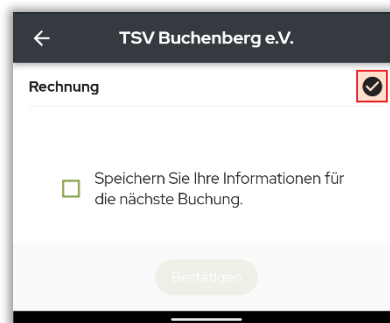 TSV Buchenberg e.V.
Rechnung
Speichern Sie Ihre Informationen für
die nächste Buchung.
Bestätigen